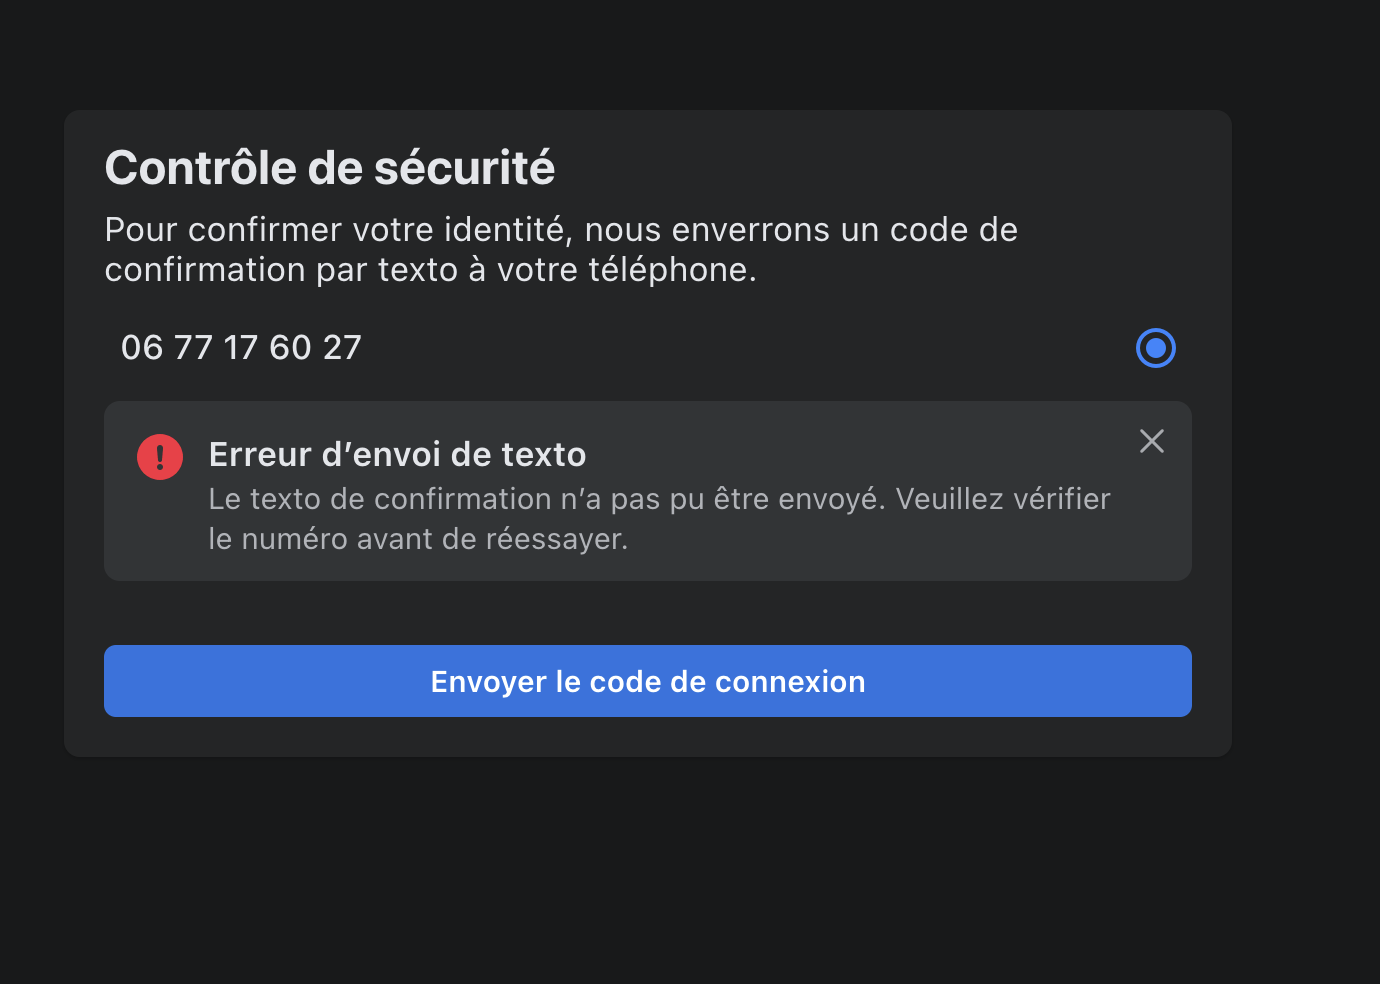 Contrôle de sécurité
Pour confirmer votre identité, nous enverrons un code de
confirmation par texto à votre téléphone.
06 77 17 60 27
Erreur d’envoi de texto
Le texto de confirmation n’a pas pu être envoyé. Veuillez vérifier
le numéro avant de réessayer.
Envoyer le code de connexion